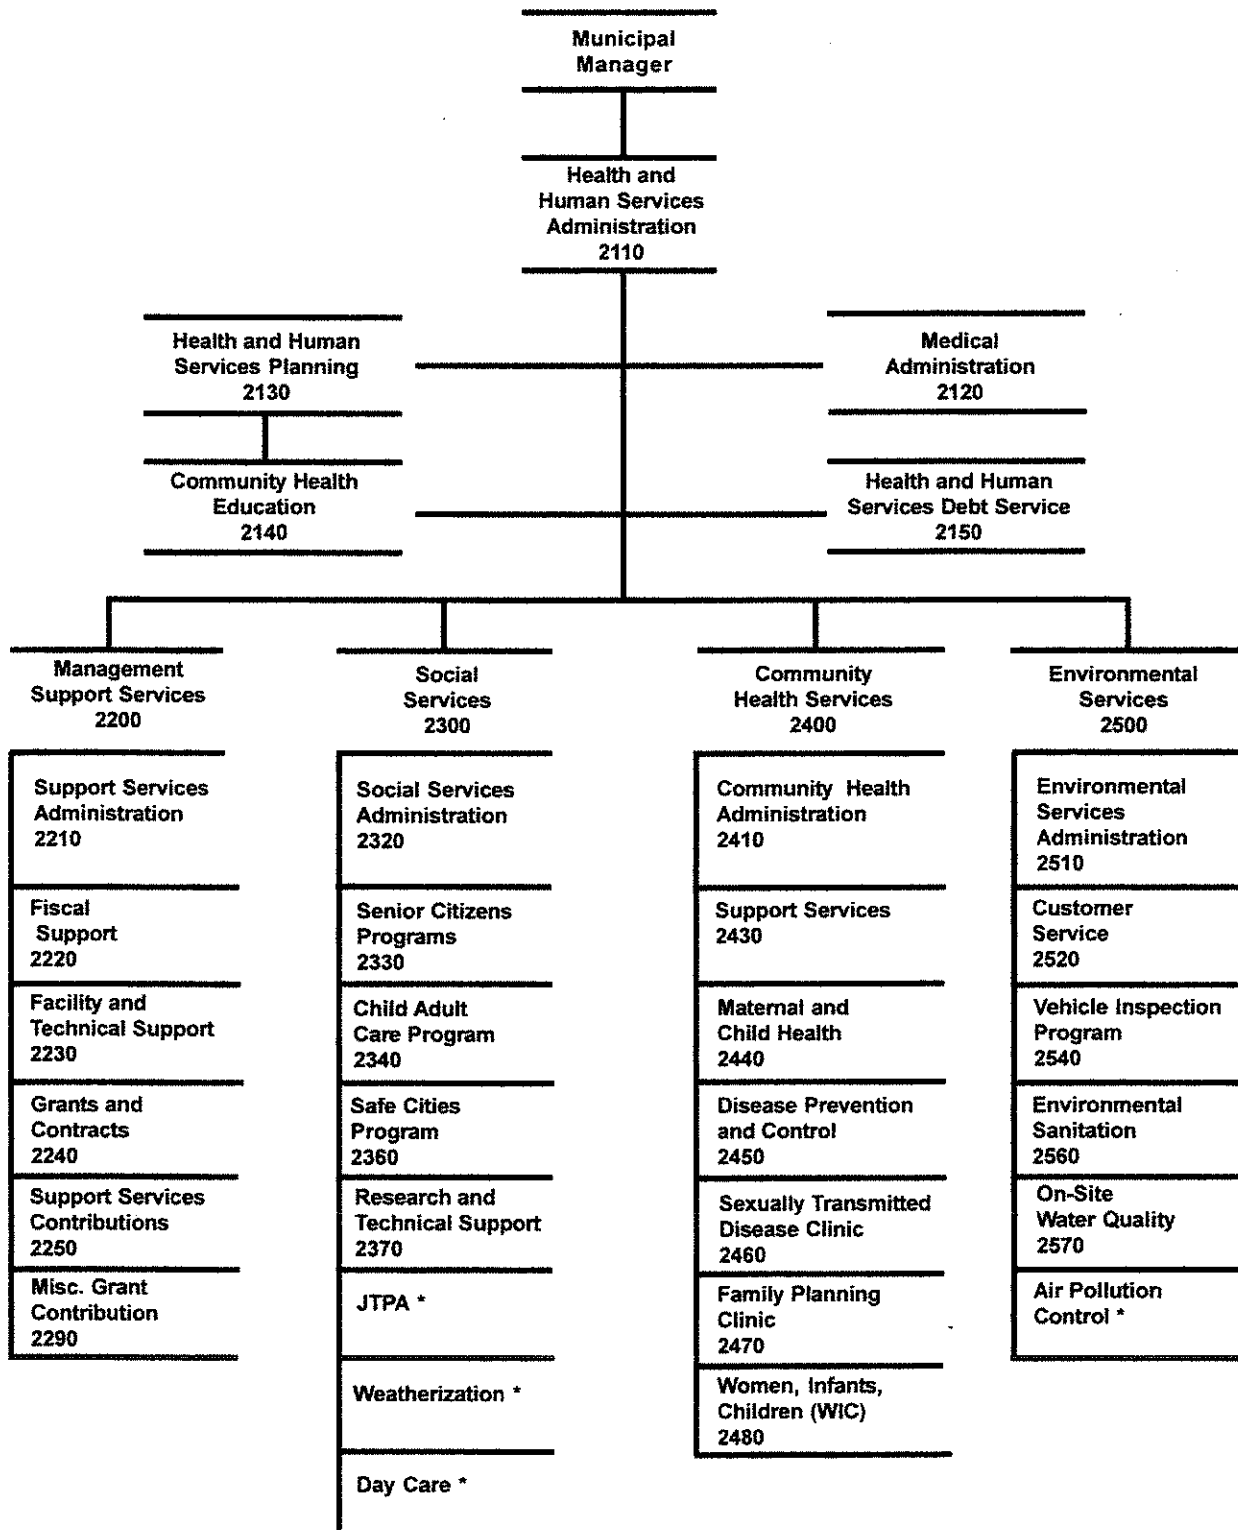 Municipal
Manager
Health and
Human Services
Administration
2110
Health and Human
Services Planning
2130
Medical
Administration
2120
Community Health
Education
2140
Health and Human
Services Debt Service
2150
Management
Support Services
2200
Support Services
Administration
2210
Fiscal
Support
2220
Facility and
Technical Support
2230
Grants and
Contracts
2240
Support Services
Contributions
2250
Misc. Grant
Contribution
2290
Social
Services
2300
Social Services
Administration
2320
Senior Citizens
Programs
2330
Child Adult
Care Program
2340
Safe Cities
Program
2360
Research and
Technical Support
2370
JTPA *
Weatherization *
Day Care *
Community
Health Services
2400
Community Health
Administration
2410
Support Services
2430
Maternal and
Child Health
2440
Disease Prevention
and Control
2450
Sexually Transmitted
Disease Clinic
2460
Family Planning
Clinic
2470
Women, Infants,
Children (WIC)
2480
Environmental
Services
2500
Environmental
Services
Administration
2510
Customer
Service
2520
Vehicle Inspection
Program
2540
Environmental
Sanitation
2560
On-Site
Water Quality
2570
Air Pollution
Control *